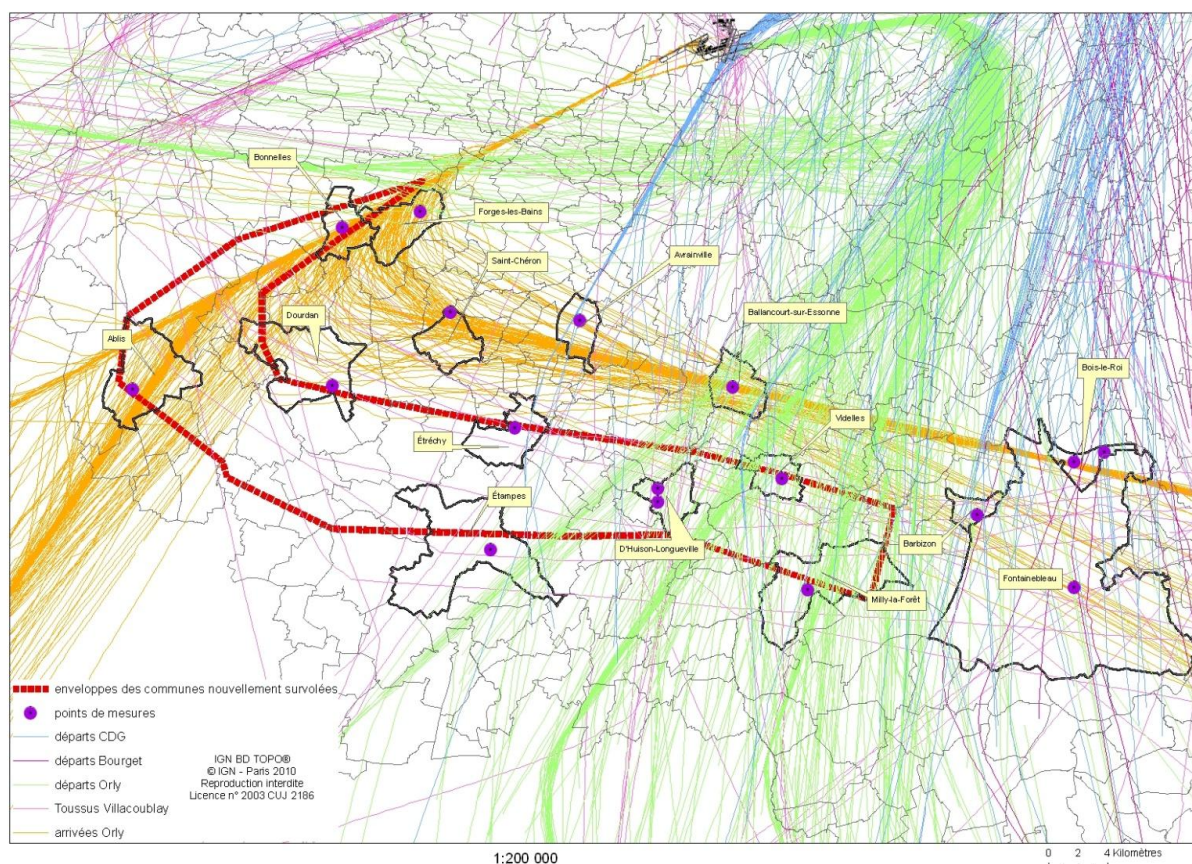 Bonnelles
Forges-les-Bains
Saint-Chéron
Avrainville
Dourdan
Ballancourt-sur-Essonne
Ablis
Bois-le-Roi
Videlles
Étréchy
Étampes
D'Huison-Longueville
Barbizon
Fontainebleau
Milly-la-Forêt
enveloppes des communes nouvellement survolées
points de mesures
départs CDG
départs Bourget
départs Orly
Toussus Villacoublay
arrivées Orly
IGN BD TOPO®
© IGN - Paris 2010
Reproduction interdite
Licence n° 2003 CUJ 2186
1:200 000
0 2 4 Kilomètres